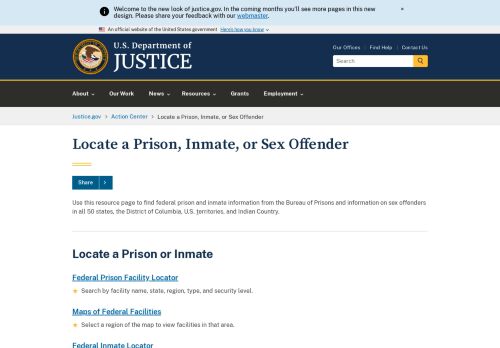 Welcome to the new look of justice.gov. In the coming months you'll see more pages in this new
design. Please share your feedback with our webmaster.
×
An official website of the United States government Here's how you know
U.S. Department of
JUSTICE
Our Offices | Find Help | Contact Us
Search
About
Our Work
News
Resources
Grants
Employment
Justice.gov > Action Center > Locate a Prison, Inmate, or Sex Offender
Locate a Prison, Inmate, or Sex Offender
Share >
Use this resource page to find federal prison and inmate information from the Bureau of Prisons and information on sex offenders
in all 50 states, the District of Columbia, U.S. territories, and Indian Country.
Locate a Prison or Inmate
Federal Prison Facility Locator
Search by facility name, state, region, type, and security level.
Maps of Federal Facilities
Select a region of the map to view facilities in that area.
Federal Inmate Locator